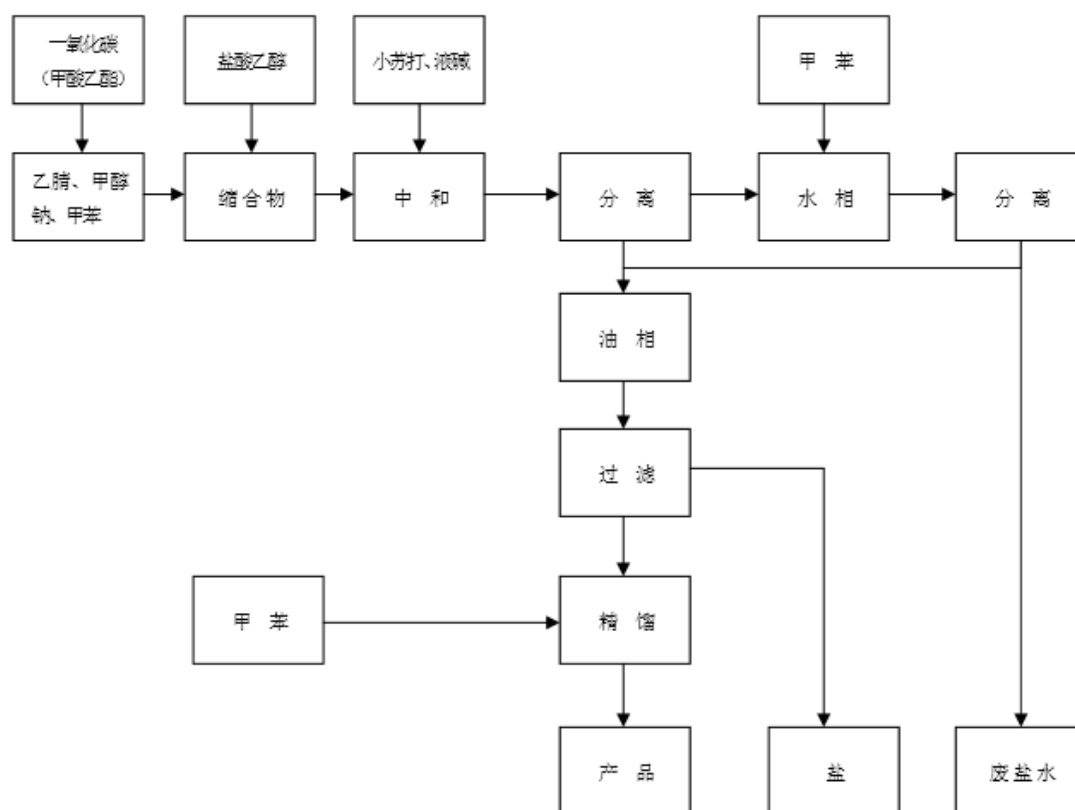 一氧化碳
（甲酸乙酯）
盐酸乙醇
小苏打、液碱
甲 苯
乙腈、甲醇
钠、甲苯
缩合物
中 和
分 离
水 相
分 离
油 相
过 滤
甲 苯
精 馏
产 品
盐
废盐水